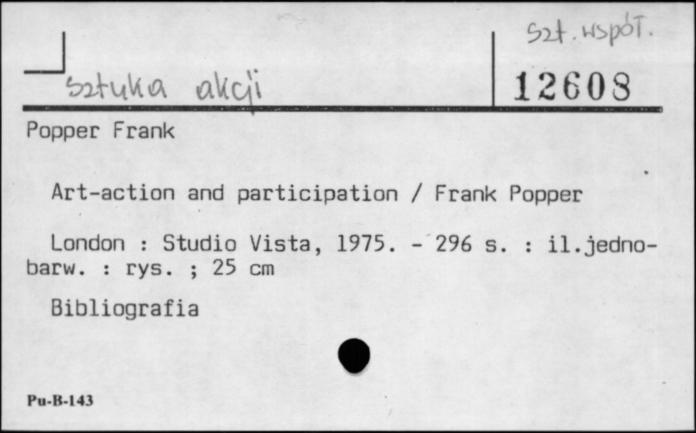 szt. współ.
sztuka akcji
12608
Popper Frank
Art-action and participation / Frank Popper
London : Studio Vista, 1975. - 296 s. : il.jedno-
barw. : rys. ; 25 cm
Bibliografia
Pu-B-143